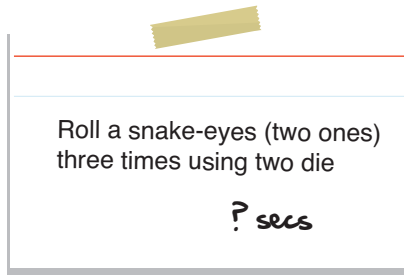 Roll a snake-eyes (two ones)
three times using two die
? secs